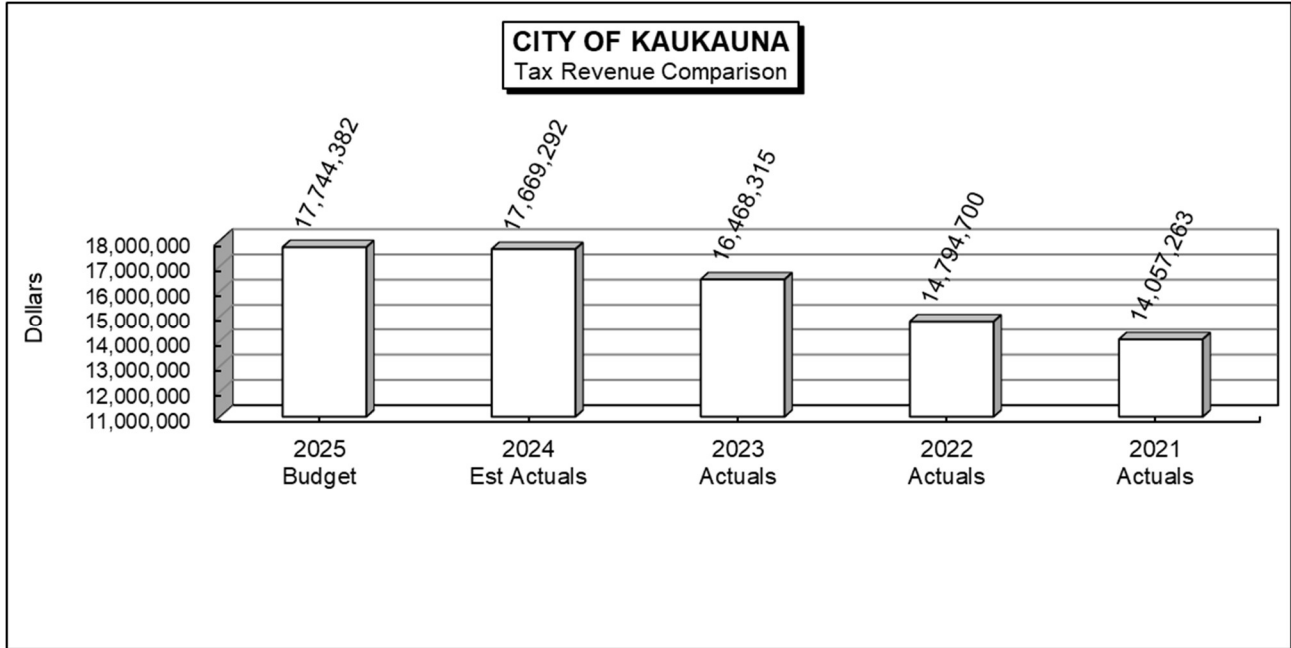 CITY OF KAUKAUNA
Tax Revenue Comparison
17,744,382
17,669,292
16,468,315
14,794,700
14,057,263
Dollars
18,000,000
17,000,000
16,000,000
15,000,000
14,000,000
13,000,000
12,000,000
11,000,000
2025
Budget
2024
Est Actuals
2023
Actuals
2022
Actuals
2021
Actuals